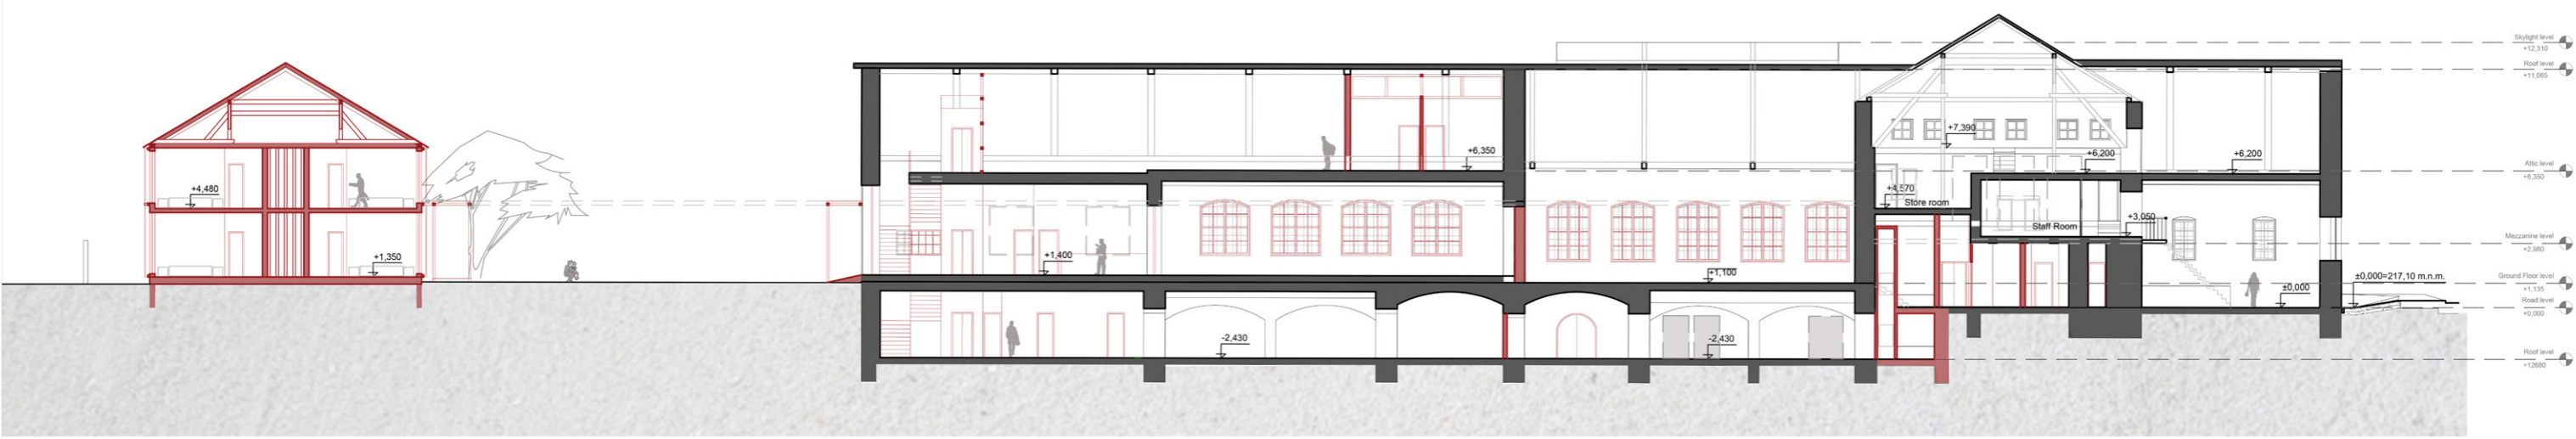 Skylight level
+12,310
Roof level
+11,065
+7,390
+6,350
+6,200
+6,200
Attic level
+6,350
+4,480
+4,570
Store room
+3,050
Staff Room
Mezzanine level
+2,980
+1,350
+1,400
+1,100
±0,000=217,10 m.n.m.
Ground Floor level
+1,135
±0,000
Road level
+0,000
-2,430
-2,430
Roof level
+12680